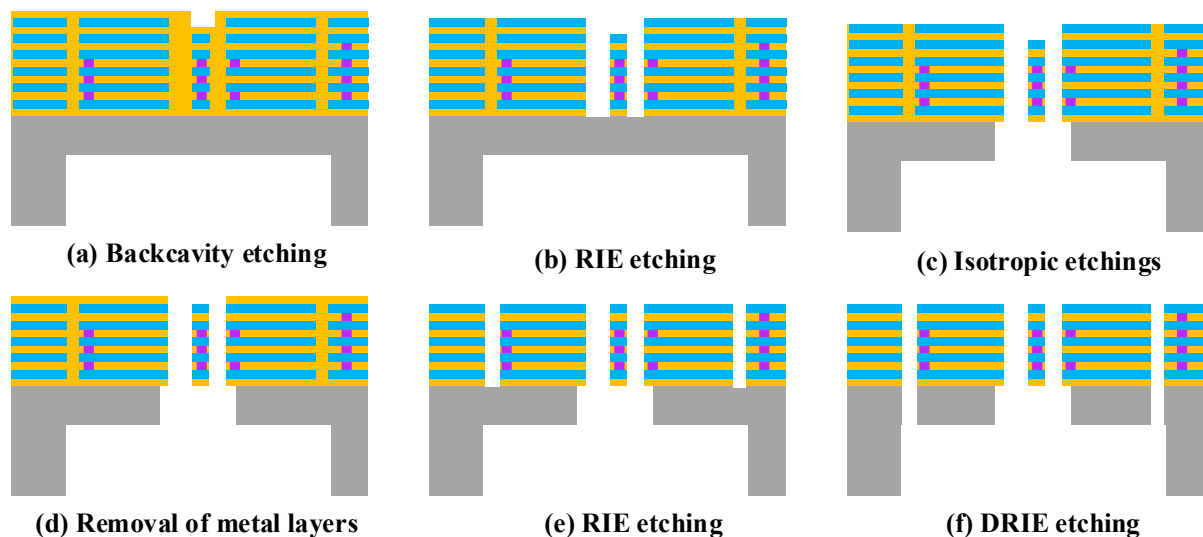 (a) Backcavity etching
(b) RIE etching
(c) Isotropic etchings
(d) Removal of metal layers
(e) RIE etching
(f) DRIE etching